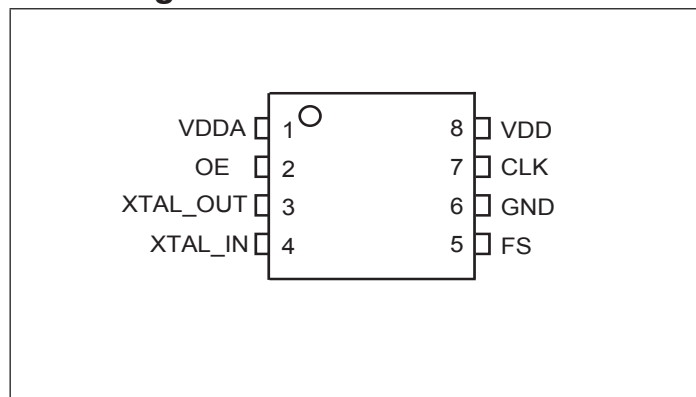 VDDA 1 8 VDD
OE 2 7 CLK
XTAL_OUT 3 6 GND
XTAL_IN 4 5 FS